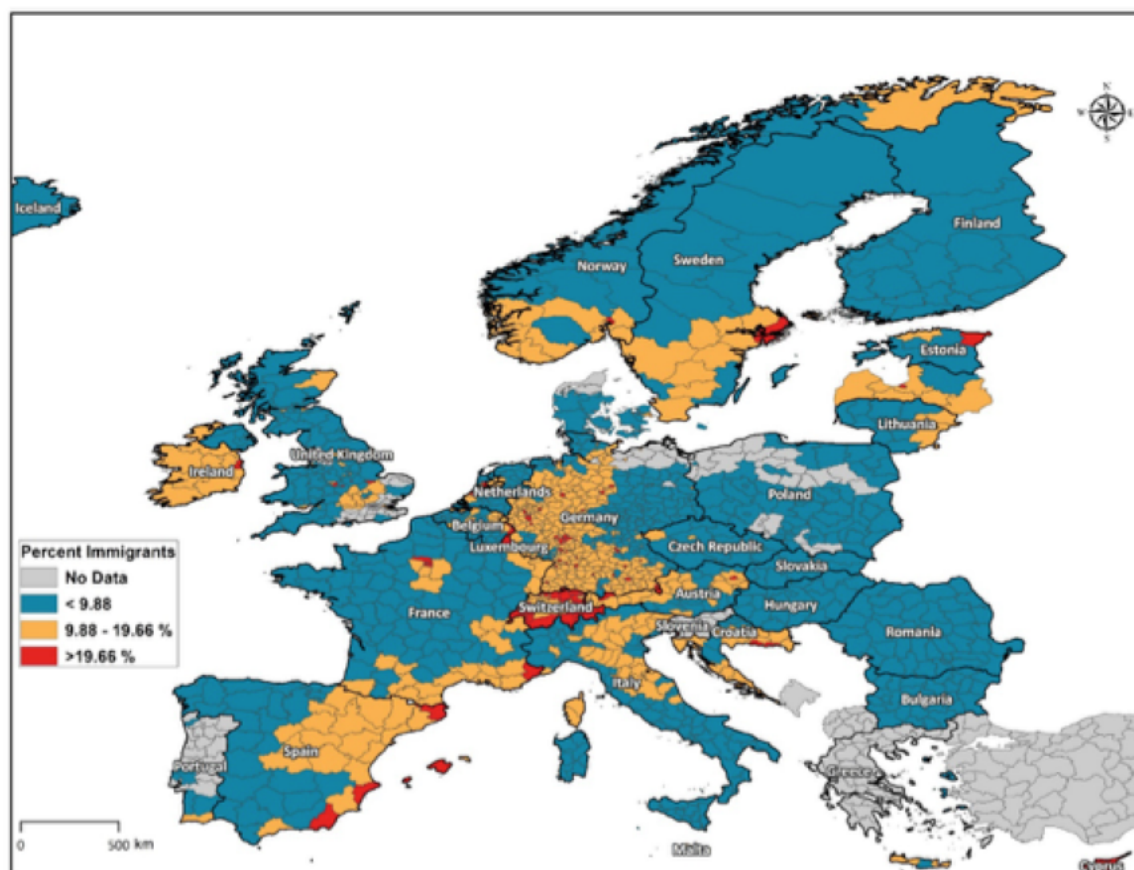 N
W E
S
Iceland
Finland
Norway
Sweden
Estonia
Lithuania
United Kingdom
Ireland
Netherlands
Poland
Germany
Belgium
Luxembourg
Czech Republic
Slovakia
Percent Immigrants
No Data
< 9.88
9.88 - 19.66 %
>19.66 %
Austria
France
Switzerland
Hungary
Slovenia
Croatia
Romania
Italy
Bulgaria
Spain
Portugal
Greece
0 500 km
Malta
Cyprus